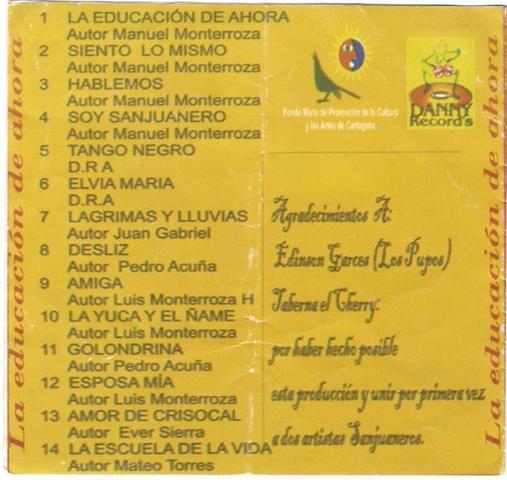 La educación de ahora
1 LA EDUCACIÓN DE AHORA
Autor Manuel Monterroza
2 SIENTO LO MISMO
Autor Manuel Monterroza
3 HABLEMOS
Autor Manuel Monterroza
4 SOY SANJUANERO
Autor Manuel Monterroza
5 TANGO NEGRO
D.R A
6 ELVIA MARIA
D.R A
7 LAGRIMAS Y LLUVIAS
Autor Juan Gabriel
8 DESLIZ
Autor Pedro Acuña
9 AMIGA
Autor Luis Monterroza H
10 LA YUCA Y EL ÑAME
Autor Luis Monterroza
11 GOLONDRINA
Autor Pedro Acuña
12 ESPOSA MÍA
Autor Luis Monterroza
13 AMOR DE CRISOCAL
Autor Ever Sierra
14 LA ESCUELA DE LA VIDA
Autor Mateo Torres
Fondo Mixto de Promoción de la Cultura
y las Artes de Cartagena
DANNY
Record's
Agradecimientos A:
Edinson Garces (Los Pupos)
Taberna el Cherry.
por haber hecho posible
esta producción y unir por primera vez
a dos artistas Sanjuaneros.
La educación de ahora